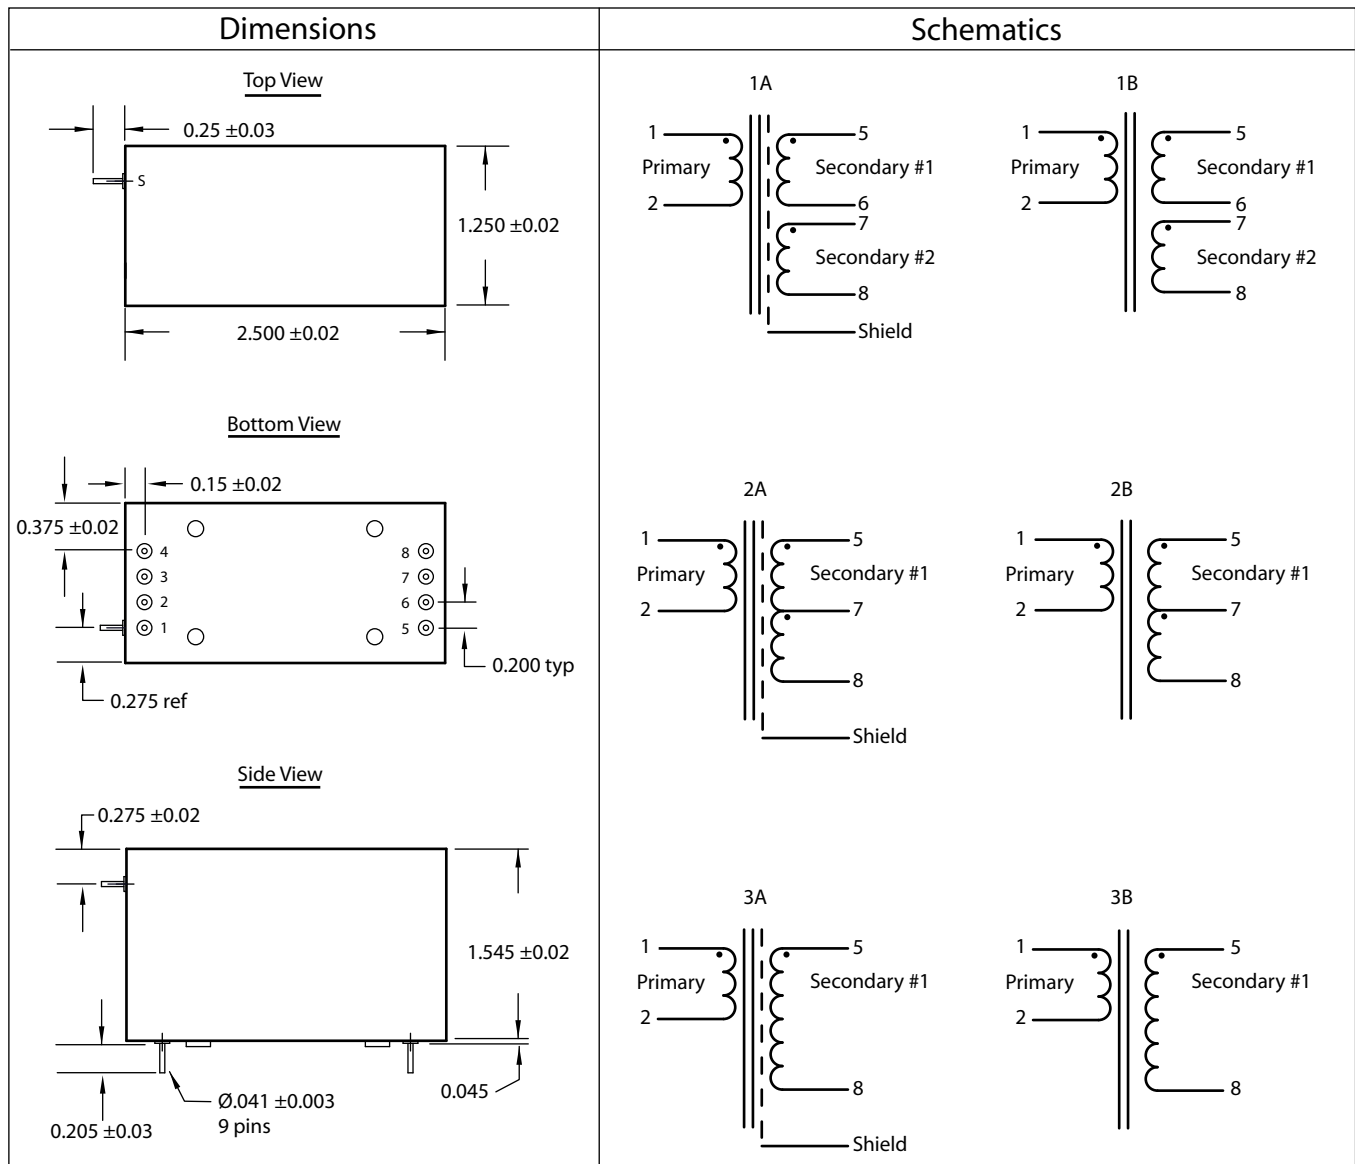 Dimensions
Top View
0.25 ±0.03
S
1.250 ±0.02
2.500 ±0.02
Bottom View
0.15 ±0.02
0.375 ±0.02
4
3
2
1
8
7
6
5
0.200 typ
0.275 ref
Side View
0.275 ±0.02
1.545 ±0.02
0.045
Ø.041 ±0.003
9 pins
0.205 ±0.03
Schematics
1A
1
Primary
2
5
Secondary #1
6
7
Secondary #2
8
Shield
1B
1
Primary
2
5
Secondary #1
6
7
Secondary #2
8
2A
1
Primary
2
5
Secondary #1
7
8
Shield
2B
1
Primary
2
5
Secondary #1
7
8
3A
1
Primary
2
5
Secondary #1
8
Shield
3B
1
Primary
2
5
Secondary #1
8